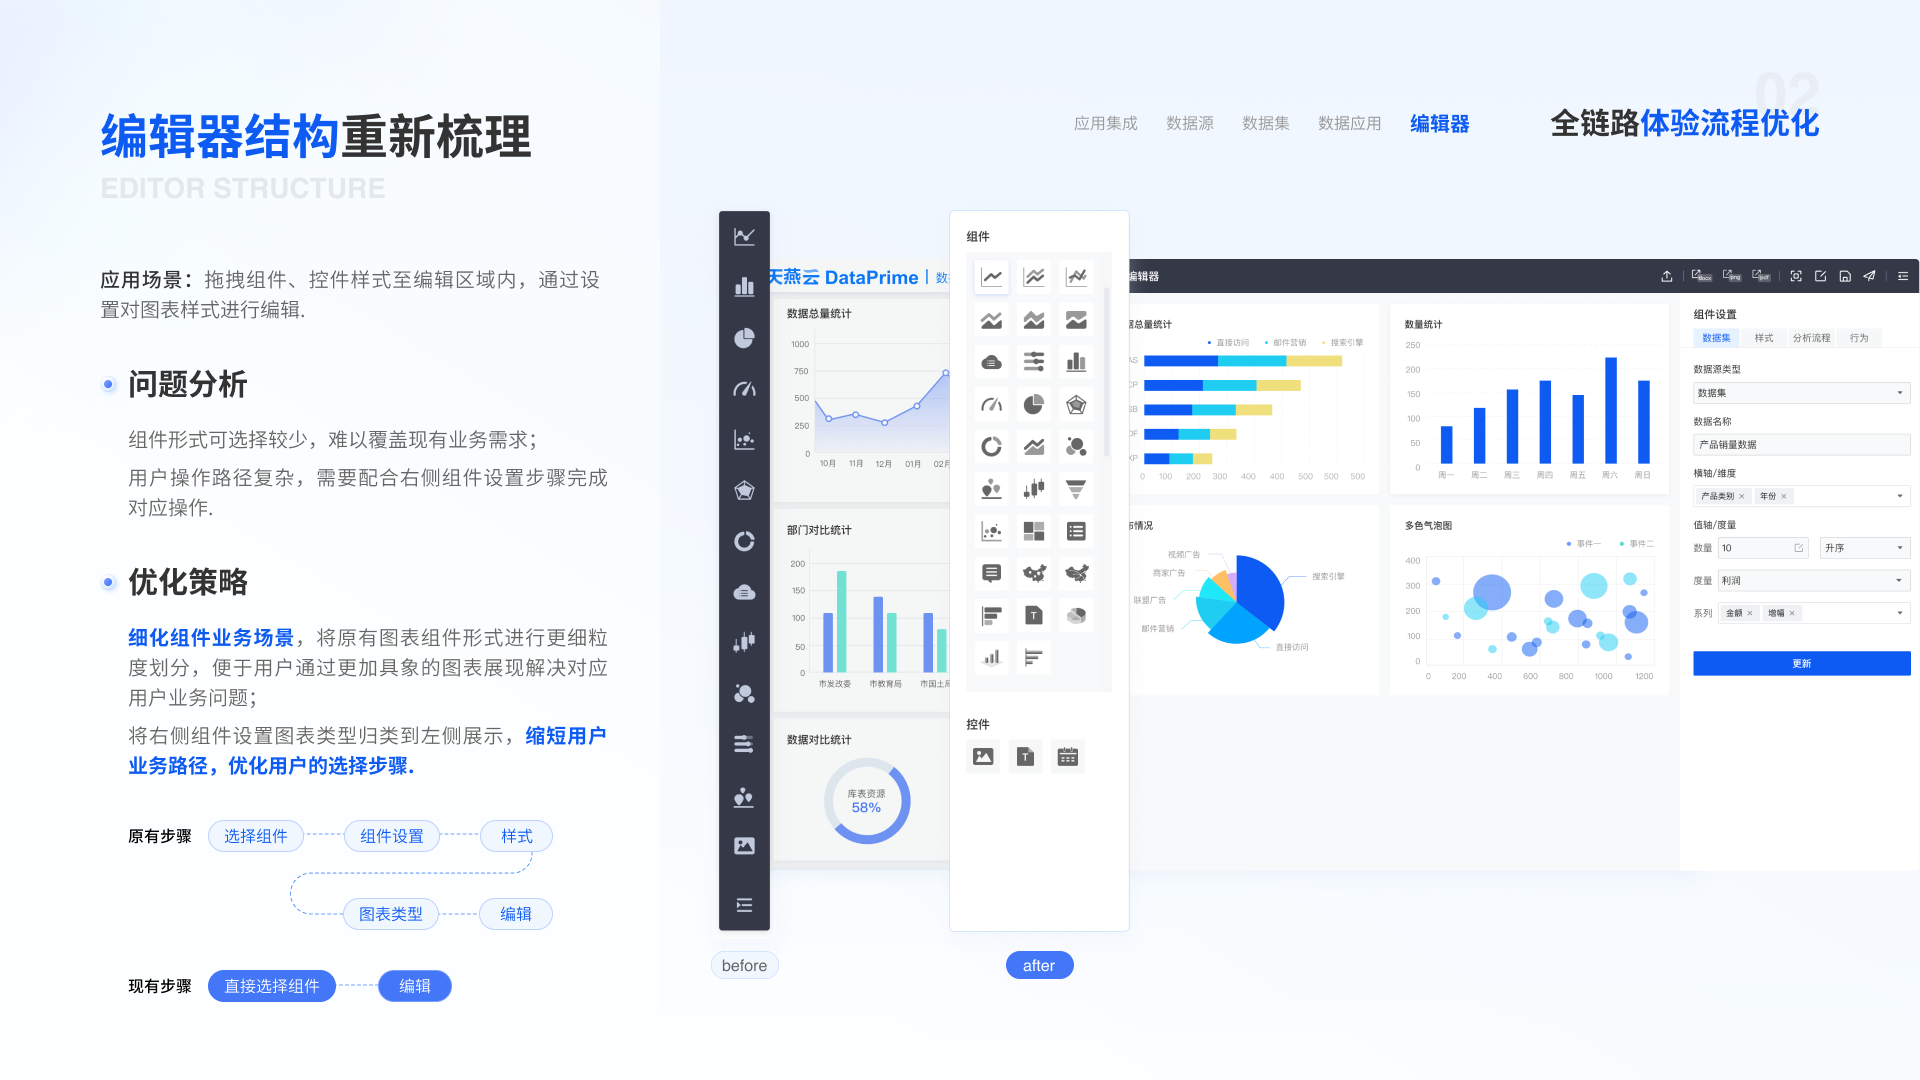 编辑器结构重新梳理
EDITOR STRUCTURE
应用集成 数据源 数据集 数据应用 编辑器
02
全链路体验流程优化
应用场景：拖拽组件、控件样式至编辑区域内，通过设
置对图表样式进行编辑.
问题分析
组件形式可选择较少，难以覆盖现有业务需求；
用户操作路径复杂，需要配合右侧组件设置步骤完成
对应操作.
优化策略
细化组件业务场景，将原有图表组件形式进行更细粒
度划分，便于用户通过更加具象的图表展现解决对应
用户业务问题；
将右侧组件设置图表类型归类到左侧展示，缩短用户
业务路径，优化用户的选择步骤.
原有步骤 选择组件 组件设置 样式
图表类型 编辑
现有步骤 直接选择组件 编辑
天燕云 DataPrime 数
数据总量统计
1000
750
500
250
0
10月 11月 12月 01月 02月
部门对比统计
200
150
100
50
0
市发改委 市教育局 市国土局
数据对比统计
库表资源
58%
before
组件
T
控件
T
after
编辑器
docx png pdf
总量统计
直接访问 邮件营销 搜索引擎
0 100 200 300 400 400 500 500 500
数量统计
250
200
150
100
50
0
周一 周二 周三 周四 周五 周六 周日
情况
视频广告
商家广告
联盟广告
邮件营销
搜索引擎
直接访问
多色气泡图
事件一 事件二
400
300
200
100
0
0 200 400 600 800 1000 1200
组件设置
数据集 样式 分析流程 行为
数据源类型
数据集
数据名称
产品销量数据
横轴/维度
产品类别 × 年份 ×
值轴/度量
数量 10 升序
度量 利润
系列 金额 × 增幅 ×
更新